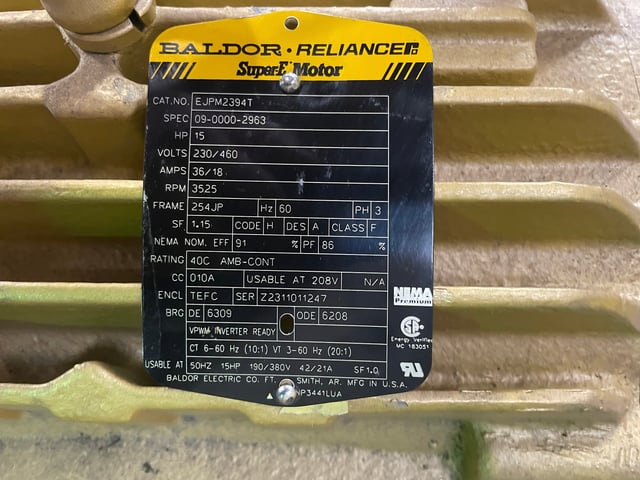 BALDOR · RELIANCE
Super-E Motor
CAT.NO. EJPM2394T
SPEC 09-0000-2963
HP 15
VOLTS 230/460
AMPS 36/18
RPM 3525
FRAME 254JP Hz 60 PH 3
SF 1.15 CODE H DES A CLASS F
NEMA NOM. EFF 91 % PF 86 %
RATING 40C AMB-CONT
CC 010A USABLE AT 208V N/A
NEMA
Premium
ENCL TEFC SER Z2311011247
BRG DE 6309 ODE 6208
Energy Verified
MC 183051
VPWM INVERTER READY
CT 6-60 Hz (10:1) VT 3-60 Hz (20:1)
USABLE AT 50HZ 15HP 190/380V 42/21A SF1.0
BALDOR ELECTRIC CO. FT. SMITH, AR. MFG IN U.S.A.
NP3441LUA